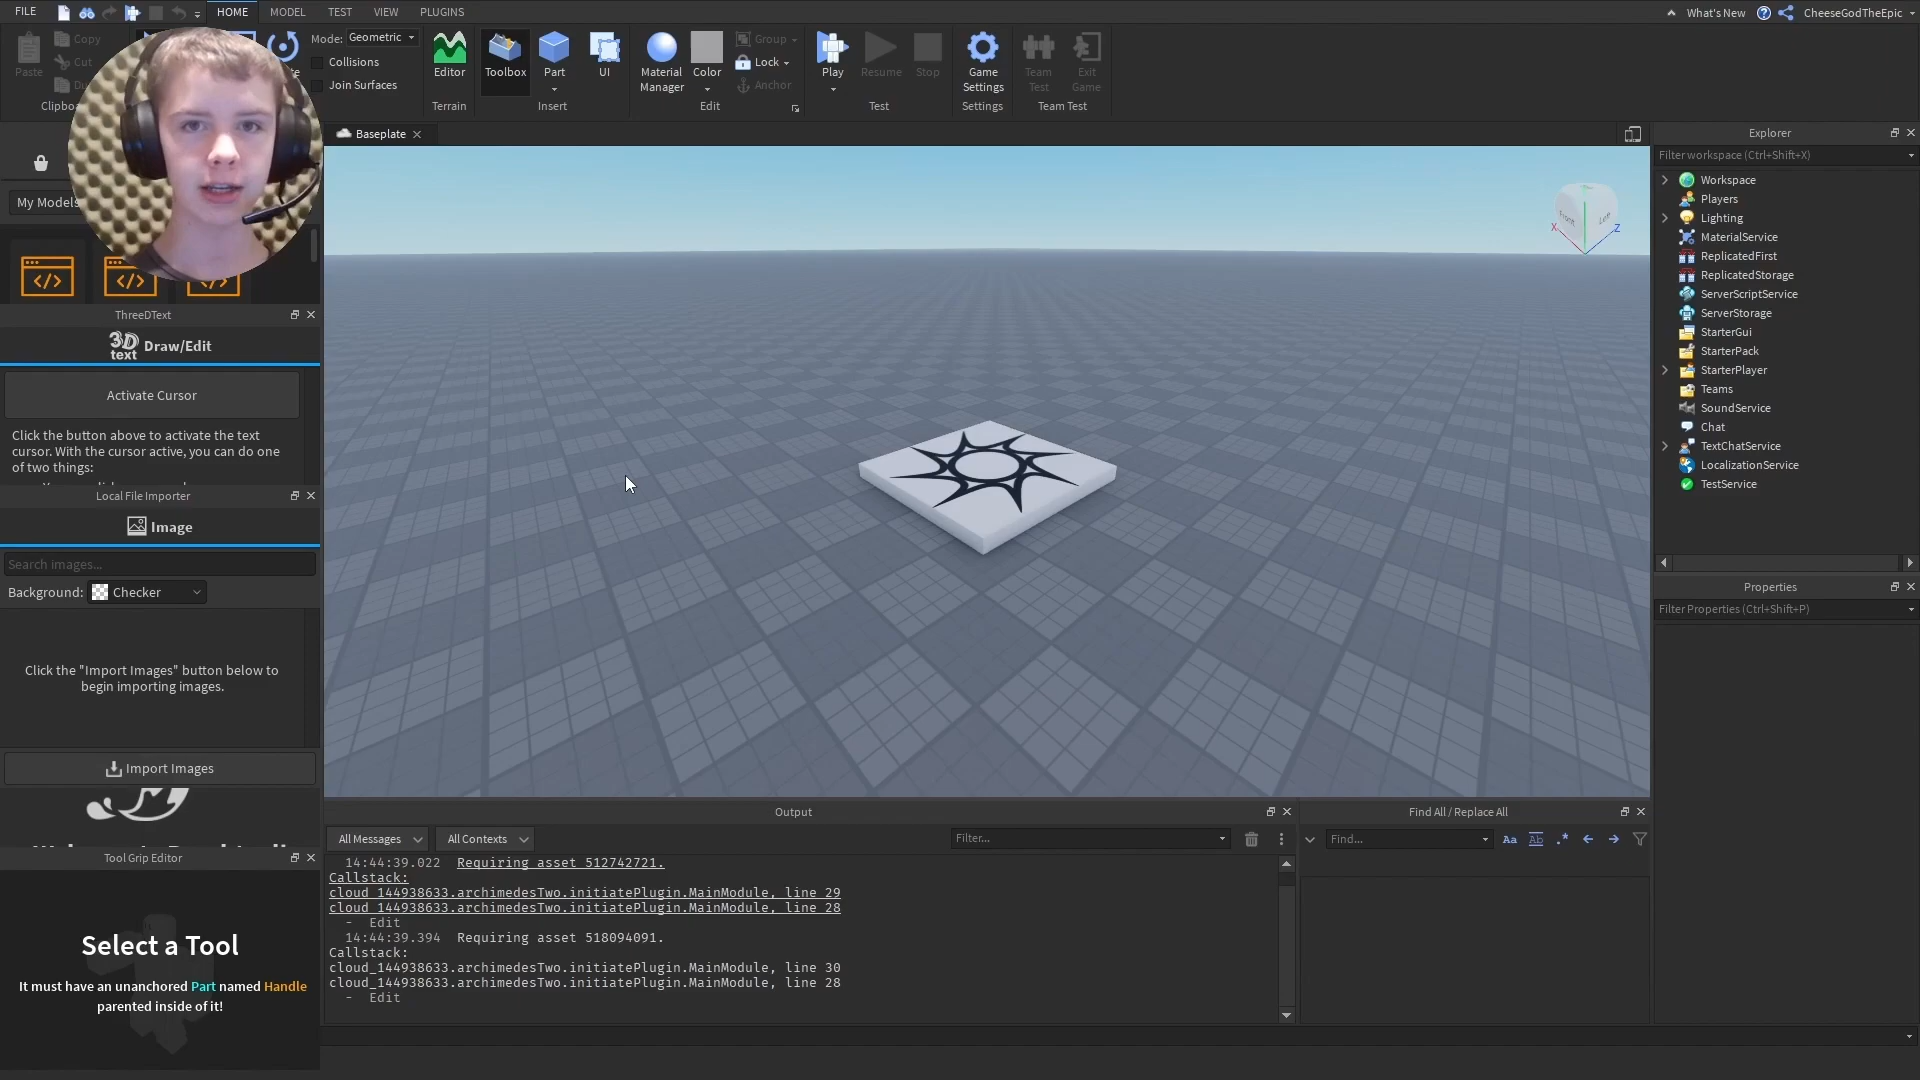 FILE
HOME
MODEL
TEST
VIEW
PLUGINS
What's New
CheeseGodTheEpic
Paste
Copy
Cut
Du
Clipb
Mode: Geometric
Collisions
Join Surfaces
Editor
Terrain
Toolbox
Part
UI
Insert
Material
Manager
Color
Group
Lock
Anchor
Edit
Play
Resume
Stop
Test
Game
Settings
Settings
Team
Test
Exit
Game
Team Test
My Models
Baseplate
ThreeDText
3D
text
Draw/Edit
Activate Cursor
Click the button above to activate the text
cursor. With the cursor active, you can do one
of two things:
Local File Importer
Image
Search images...
Background: Checker
Click the "Import Images" button below to
begin importing images.
Import Images
Tool Grip Editor
Select a Tool
It must have an unanchored Part named Handle
parented inside of it!
Front
X
Z
Output
All Messages
All Contexts
Filter...
14:44:39.022 Requiring asset 512742721.
Callstack:
cloud_144938633.archimedesTwo.initiatePlugin.MainModule, line 29
cloud_144938633.archimedesTwo.initiatePlugin.MainModule, line 28
- Edit
14:44:39.394 Requiring asset 518094091.
Callstack:
cloud_144938633.archimedesTwo.initiatePlugin.MainModule, line 30
cloud_144938633.archimedesTwo.initiatePlugin.MainModule, line 28
- Edit
Find All / Replace All
Find...
Aa
Ab
.*
Explorer
Filter workspace (Ctrl+Shift+X)
Workspace
Players
Lighting
MaterialService
ReplicatedFirst
ReplicatedStorage
ServerScriptService
ServerStorage
StarterGui
StarterPack
StarterPlayer
Teams
SoundService
Chat
TextChatService
LocalizationService
TestService
Properties
Filter Properties (Ctrl+Shift+P)